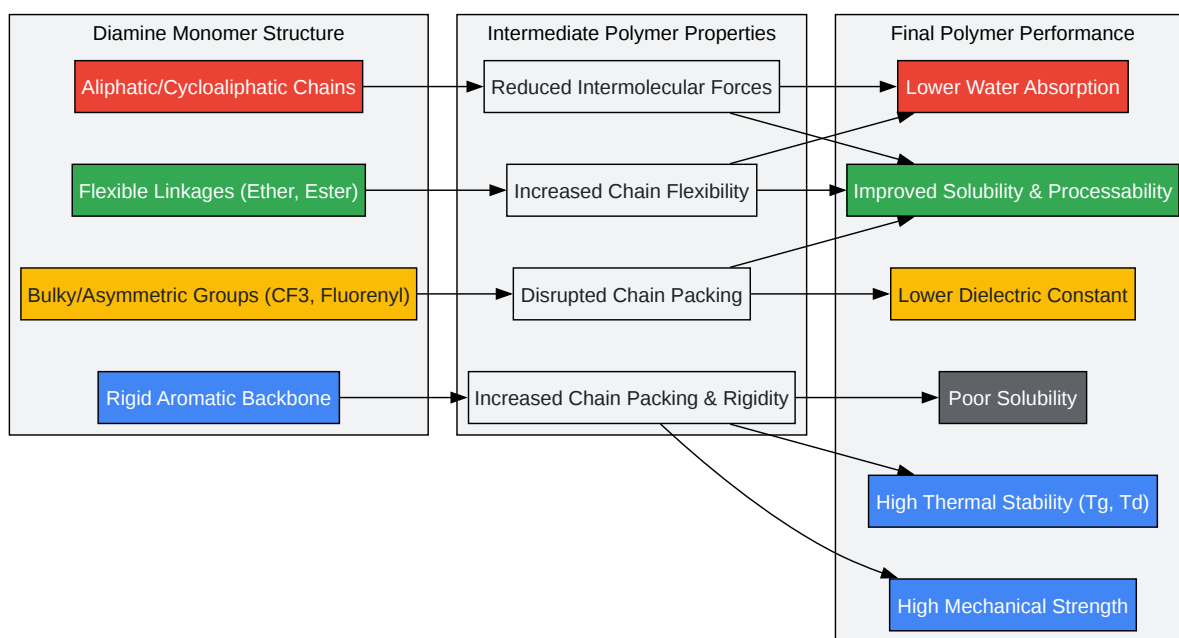 Diamine Monomer Structure
Aliphatic/Cycloaliphatic Chains
Flexible Linkages (Ether, Ester)
Bulky/Asymmetric Groups (CF3, Fluorenyl)
Rigid Aromatic Backbone
Intermediate Polymer Properties
Reduced Intermolecular Forces
Increased Chain Flexibility
Disrupted Chain Packing
Increased Chain Packing & Rigidity
Final Polymer Performance
Lower Water Absorption
Improved Solubility & Processability
Lower Dielectric Constant
Poor Solubility
High Thermal Stability (Tg, Td)
High Mechanical Strength